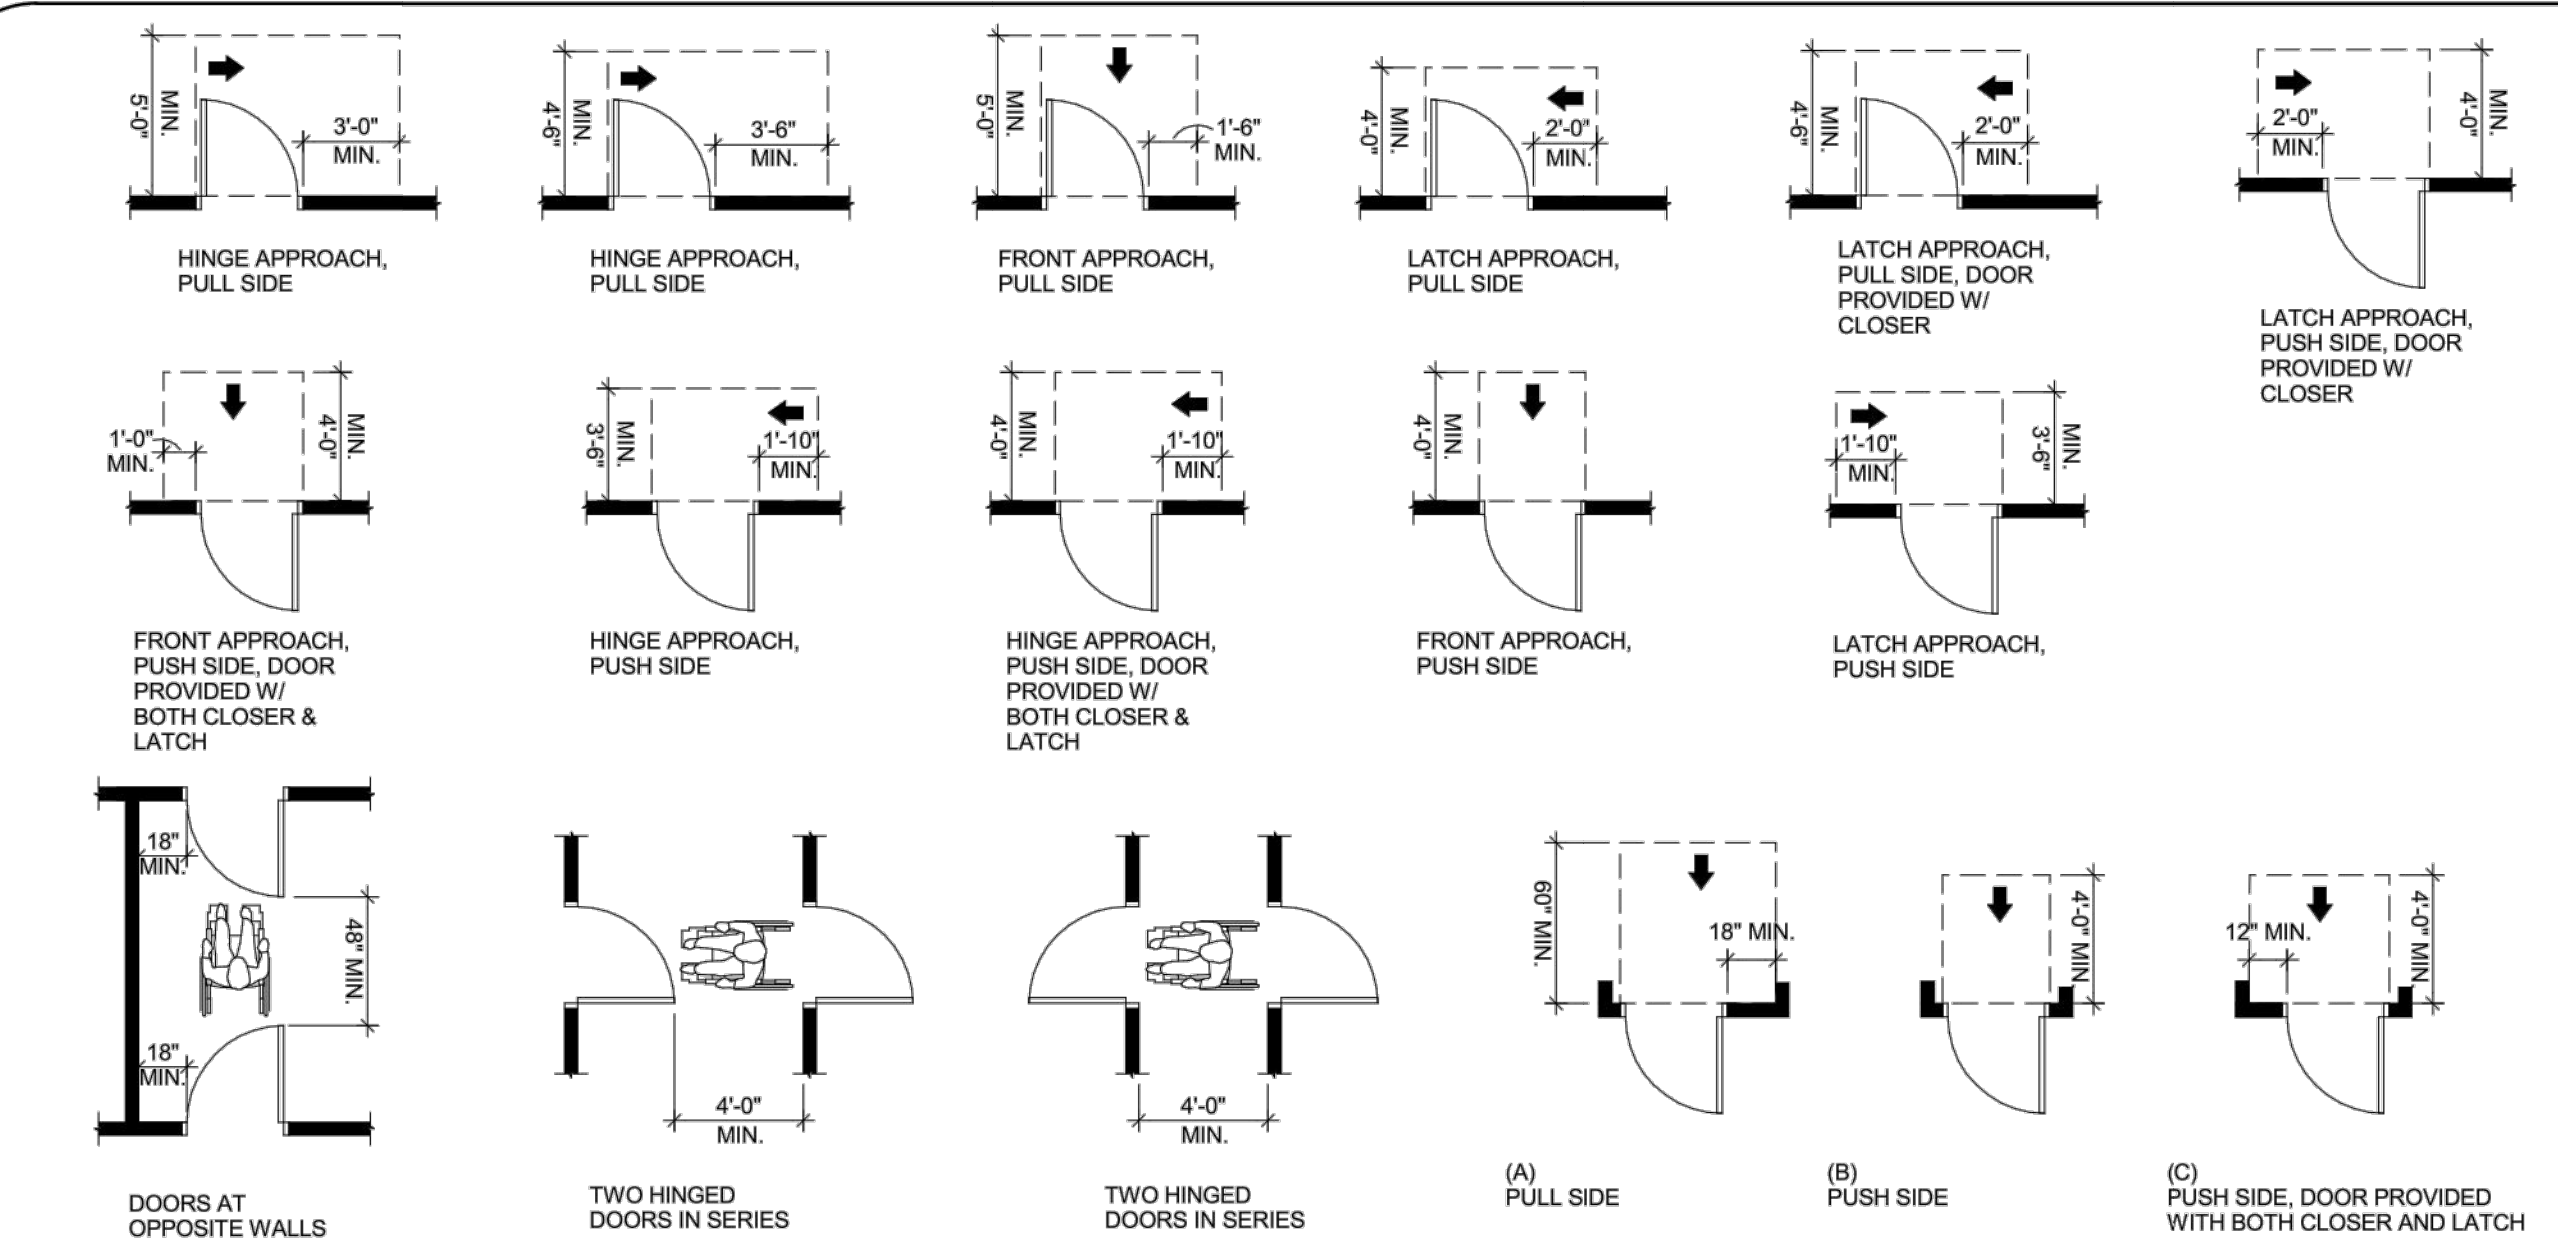 5'-0"
MIN.
3'-0"
MIN.
HINGE APPROACH,
PULL SIDE
4'-6"
MIN.
3'-6"
MIN.
HINGE APPROACH,
PULL SIDE
5'-0"
MIN.
1'-6"
MIN.
FRONT APPROACH,
PULL SIDE
4'-0"
MIN.
2'-0"
MIN.
LATCH APPROACH,
PULL SIDE
4'-6"
MIN.
2'-0"
MIN.
LATCH APPROACH,
PULL SIDE, DOOR
PROVIDED W/
CLOSER
2'-0"
MIN.
4'-0"
MIN.
LATCH APPROACH,
PUSH SIDE, DOOR
PROVIDED W/
CLOSER
1'-0"
MIN.
4'-0"
MIN.
FRONT APPROACH,
PUSH SIDE, DOOR
PROVIDED W/
BOTH CLOSER &
LATCH
3'-6"
MIN.
1'-10"
MIN.
HINGE APPROACH,
PUSH SIDE
4'-0"
MIN.
1'-10"
MIN.
HINGE APPROACH,
PUSH SIDE, DOOR
PROVIDED W/
BOTH CLOSER &
LATCH
4'-0"
MIN.
FRONT APPROACH,
PUSH SIDE
1'-10"
MIN.
3'-6"
MIN.
LATCH APPROACH,
PUSH SIDE
18"
MIN.
48" MIN.
18"
MIN.
DOORS AT
OPPOSITE WALLS
4'-0"
MIN.
TWO HINGED
DOORS IN SERIES
4'-0"
MIN.
TWO HINGED
DOORS IN SERIES
60" MIN.
18" MIN.
(A)
PULL SIDE
4'-0" MIN.
(B)
PUSH SIDE
12" MIN.
4'-0" MIN.
(C)
PUSH SIDE, DOOR PROVIDED
WITH BOTH CLOSER AND LATCH